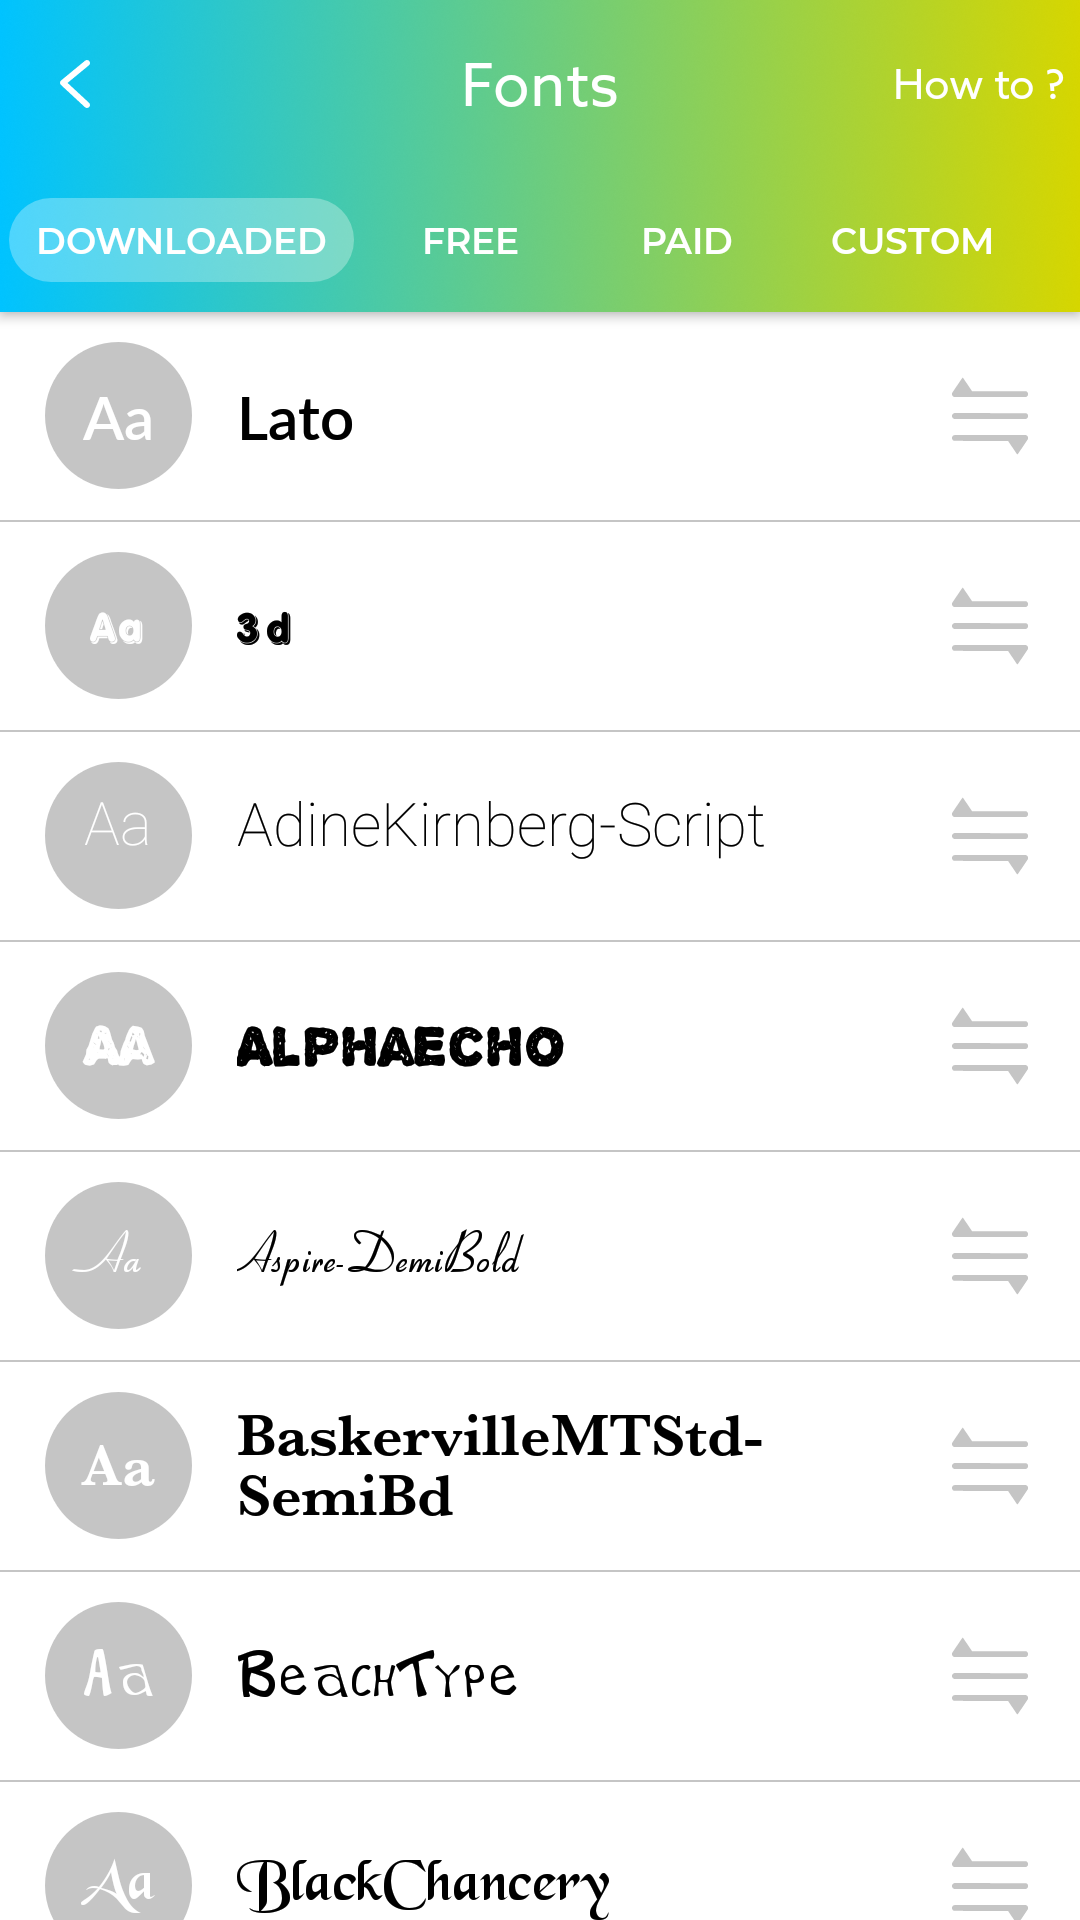 Fonts
How to ?
DOWNLOADED FREE PAID CUSTOM
Aa Lato
Aa 3d
Aa AdineKirnberg-Script
AA ALPHAECHO
Aa Aspire-DemiBold
Aa BaskervilleMTStd-
SemiBd
Aa BeachType
Aa BlackChancery